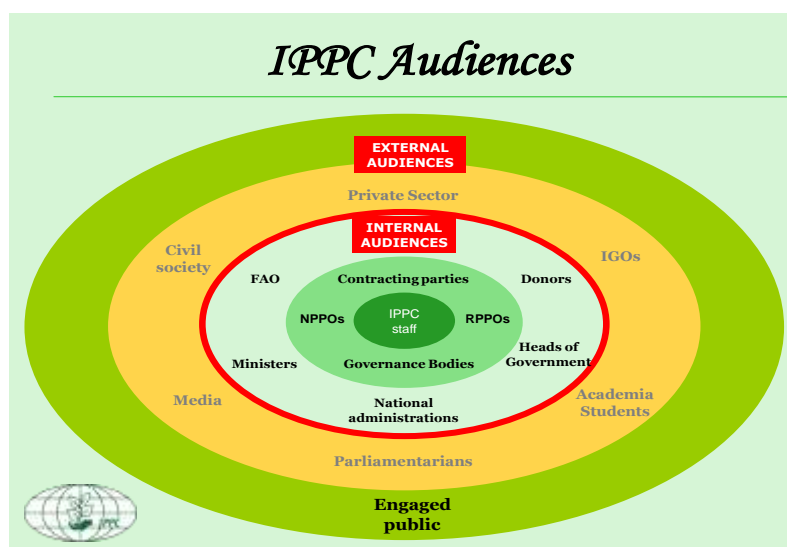 IPPC Audiences
EXTERNAL
AUDIENCES
Private Sector
INTERNAL
AUDIENCES
Civil
society
IGOs
FAO
Contracting parties
Donors
NPPOs
IPPC
staff
RPPOs
Ministers
Governance Bodies
Heads of
Government
Media
National
administrations
Academia
Students
Parliamentarians
Engaged
public
IPPC